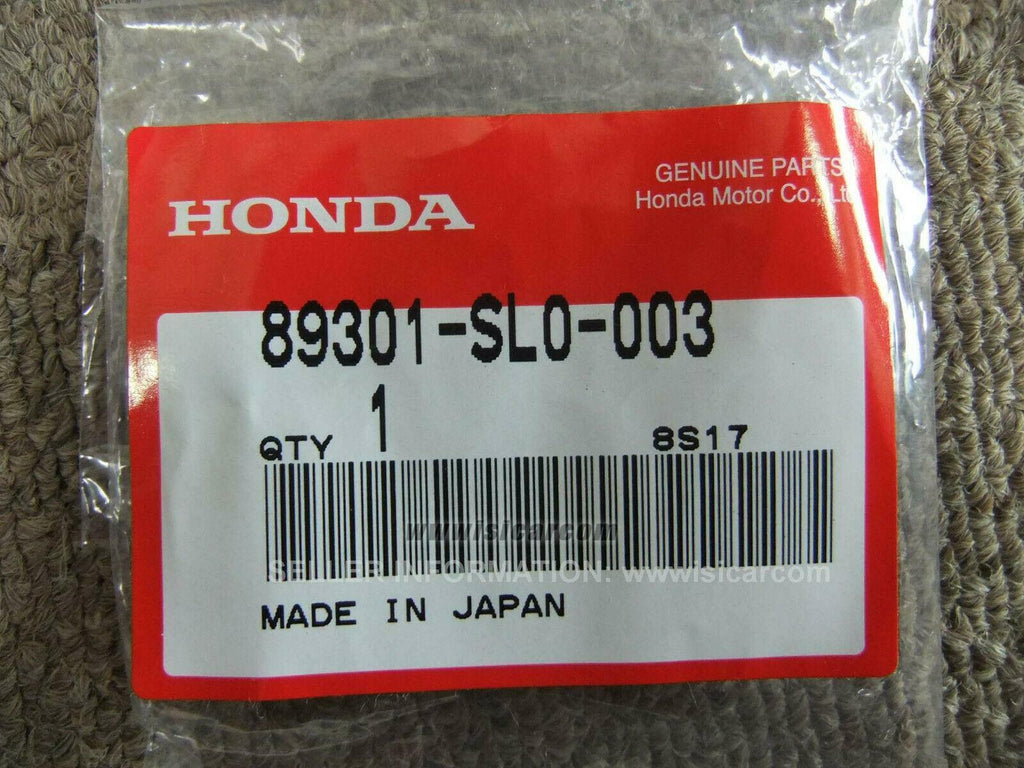 GENUINE PARTS
HONDA
Honda Motor Co., Ltd
89301-SL0-003
QTY 1
8S17
www.isicar.com
SELLER INFORMATION: www.isicar.com
MADE IN JAPAN